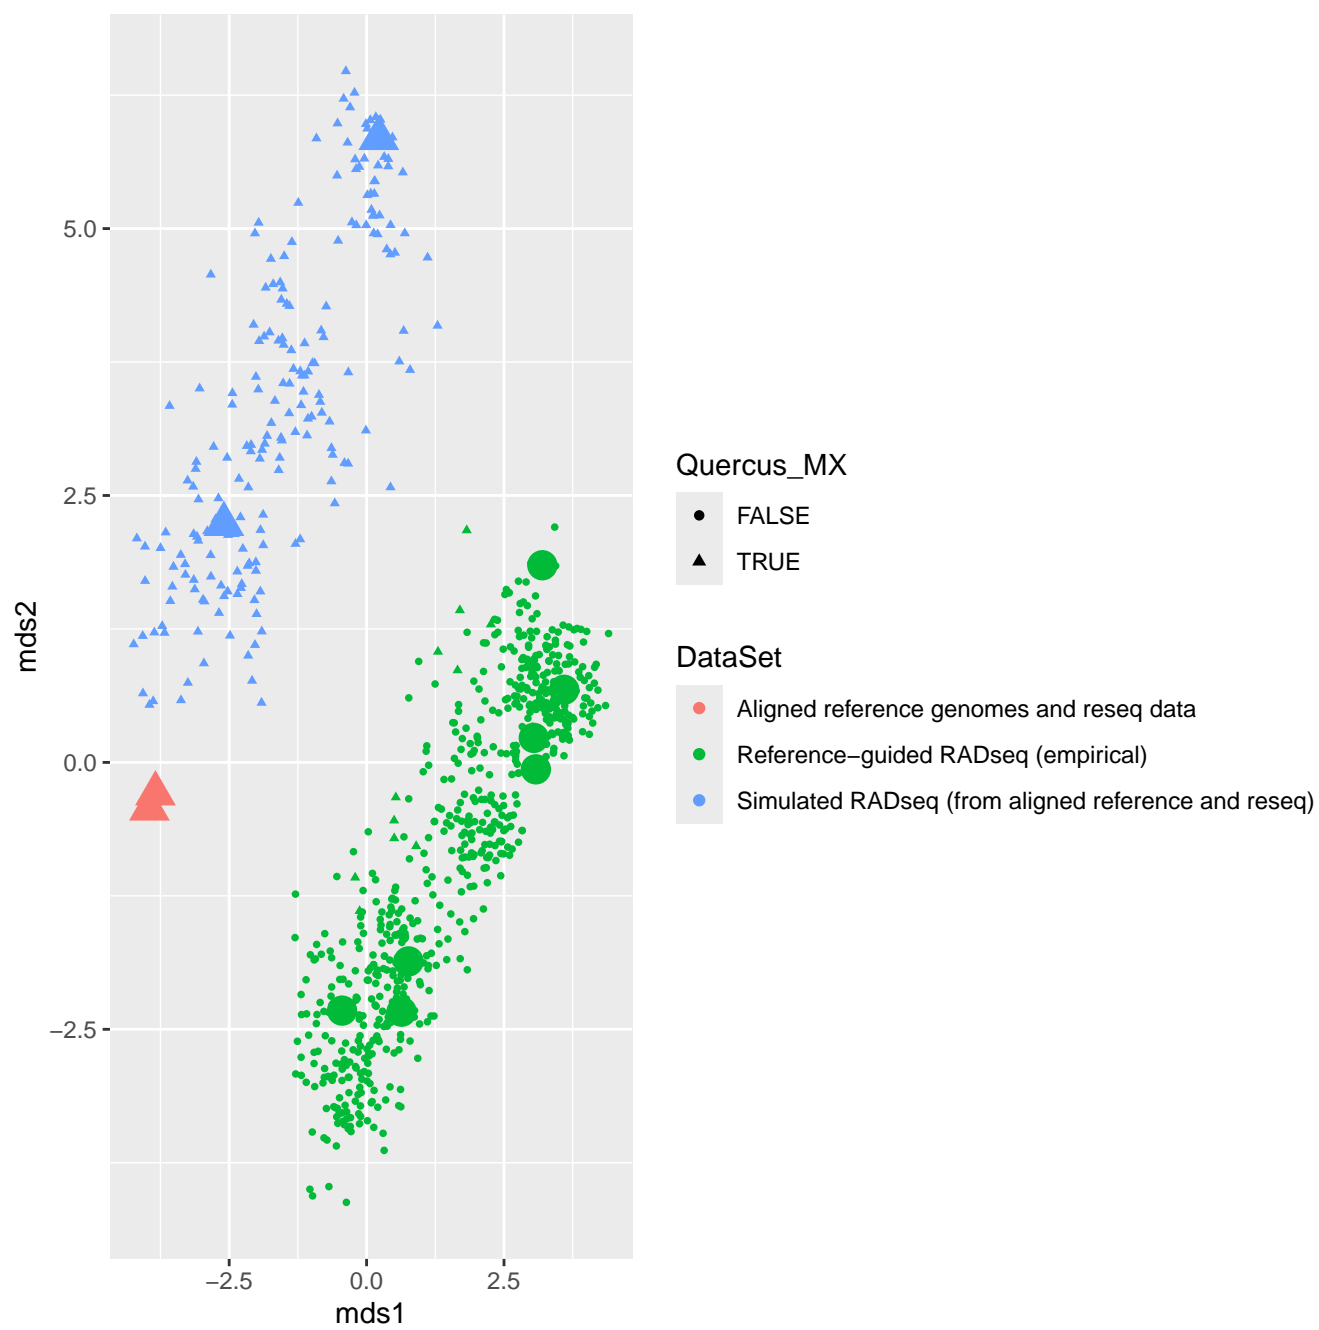 mds2
5.0
2.5
0.0
−2.5
−2.5
0.0
2.5
mds1
Quercus_MX
FALSE
TRUE
DataSet
Aligned reference genomes and reseq data
Reference−guided RADseq (empirical)
Simulated RADseq (from aligned reference and reseq)